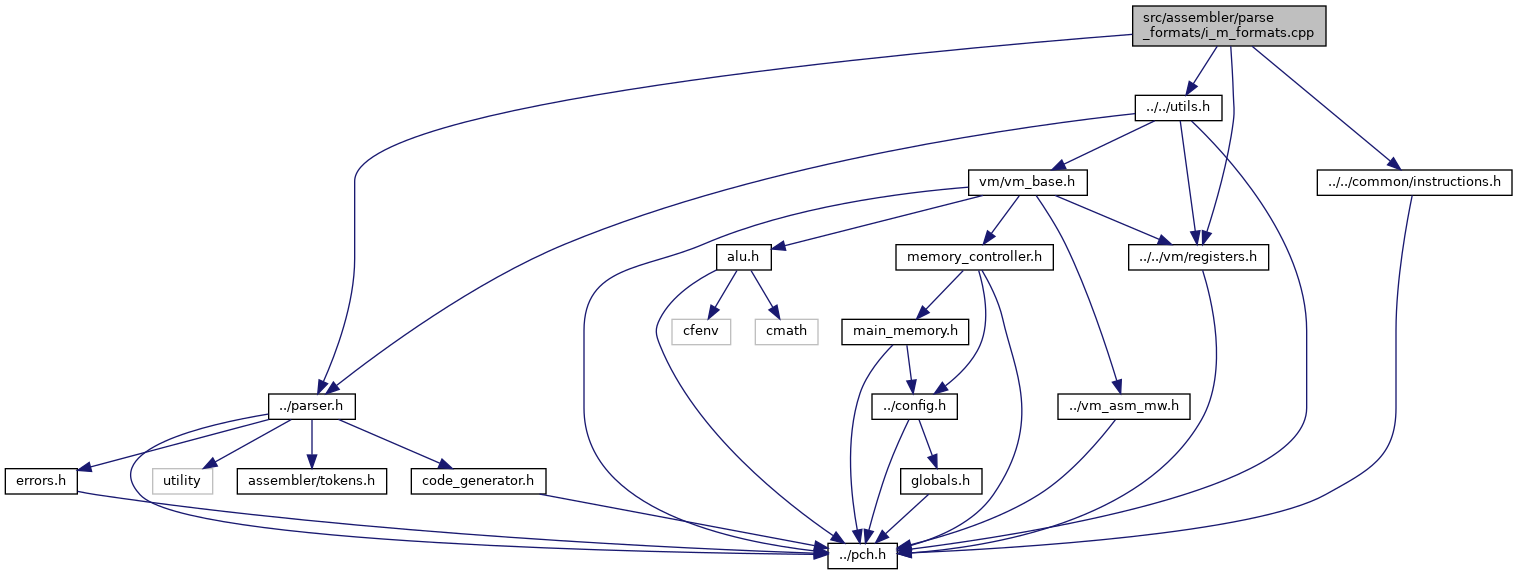 src/assembler/parse
_formats/i_m_formats.cpp
../../utils.h
vm/vm_base.h
../../common/instructions.h
alu.h
memory_controller.h
../../vm/registers.h
cfenv
cmath
main_memory.h
../parser.h
../config.h
../vm_asm_mw.h
errors.h
utility
assembler/tokens.h
code_generator.h
globals.h
../pch.h